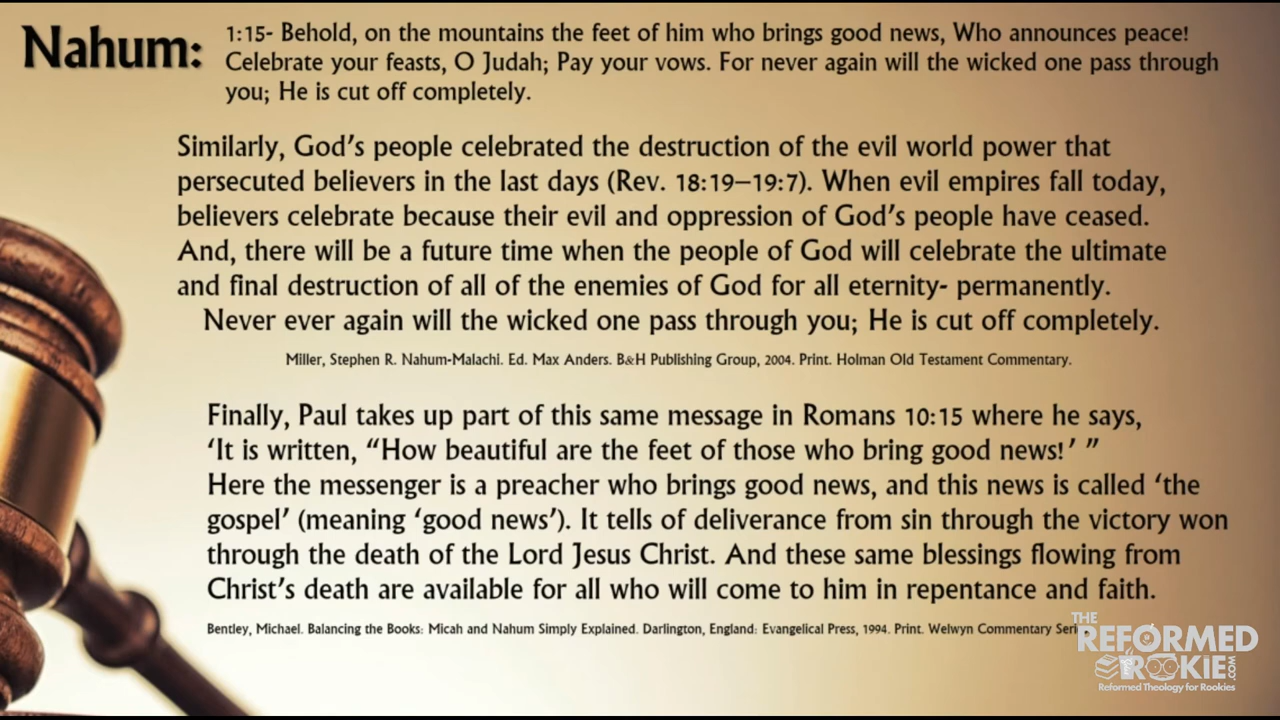 Nahum:
1:15- Behold, on the mountains the feet of him who brings good news, Who announces peace!
Celebrate your feasts, O Judah; Pay your vows. For never again will the wicked one pass through
you; He is cut off completely.
Similarly, God’s people celebrated the destruction of the evil world power that
persecuted believers in the last days (Rev. 18:19–19:7). When evil empires fall today,
believers celebrate because their evil and oppression of God’s people have ceased.
And, there will be a future time when the people of God will celebrate the ultimate
and final destruction of all of the enemies of God for all eternity- permanently.
Never ever again will the wicked one pass through you; He is cut off completely.
Miller, Stephen R. Nahum-Malachi. Ed. Max Anders. B&H Publishing Group, 2004. Print. Holman Old Testament Commentary.
Finally, Paul takes up part of this same message in Romans 10:15 where he says,
‘It is written, “How beautiful are the feet of those who bring good news!’ ”
Here the messenger is a preacher who brings good news, and this news is called ‘the
gospel’ (meaning ‘good news’). It tells of deliverance from sin through the victory won
through the death of the Lord Jesus Christ. And these same blessings flowing from
Christ’s death are available for all who will come to him in repentance and faith.
Bentley, Michael. Balancing the Books: Micah and Nahum Simply Explained. Darlington, England: Evangelical Press, 1994. Print. Welwyn Commentary
THE
REFORMED
ROOKIE.COM
Reformed Theology for Rookies